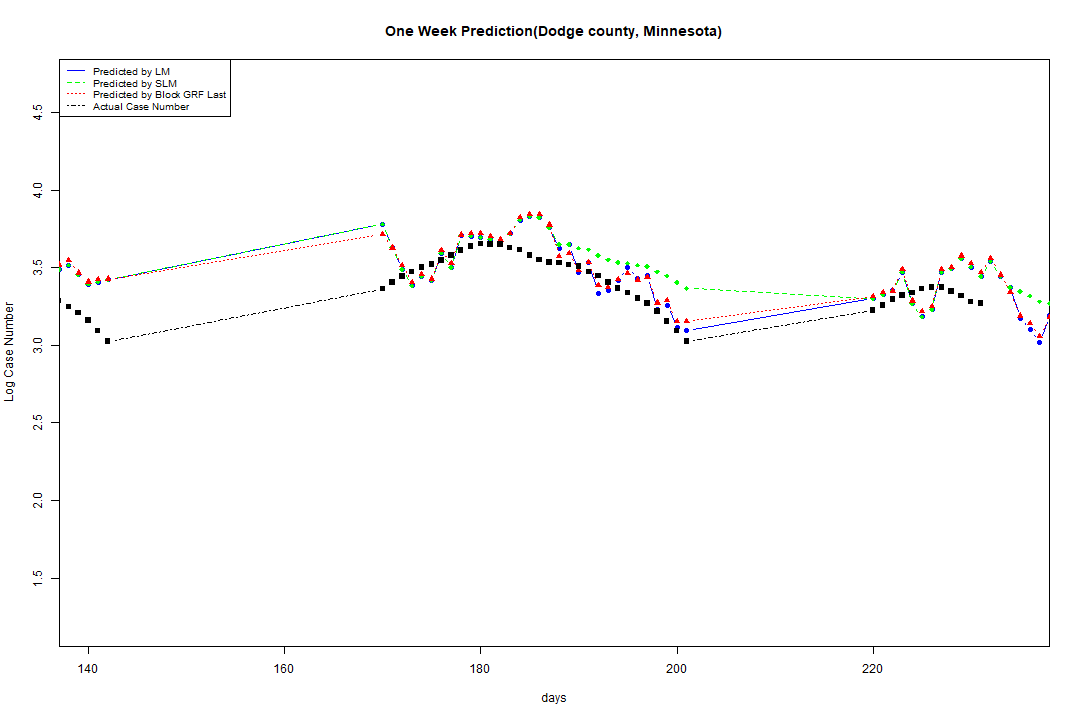 One Week Prediction(Dodge county, Minnesota)
Predicted by LM
Predicted by SLM
Predicted by Block GRF Last
Actual Case Number
4.5
4.0
3.5
3.0
2.5
2.0
1.5
Log Case Number
140 160 180 200 220
days